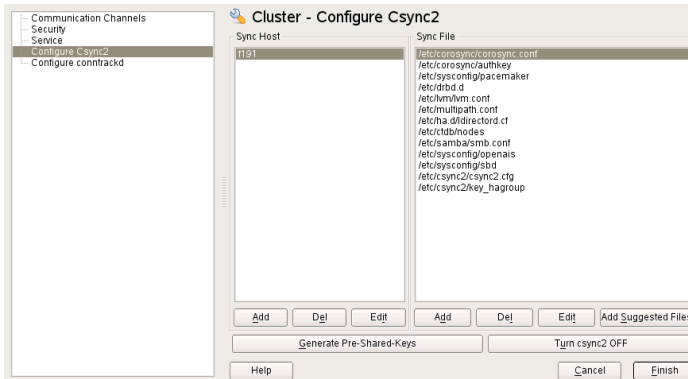 Communication Channels
Security
Service
Configure Csync2
Configure conntrackd
Cluster - Configure Csync2
Sync Host
f191
Add Del Edit
Sync File
/etc/corosync/corosync.conf
/etc/corosync/authkey
/etc/sysconfig/pacemaker
/etc/drbd.d
/etc/lvm/lvm.conf
/etc/multipath.conf
/etc/ha.d/ldirectord.cf
/etc/ctdb/nodes
/etc/samba/smb.conf
/etc/sysconfig/openais
/etc/sysconfig/sbd
/etc/csync2/csync2.cfg
/etc/csync2/key_hagroup
Add Del Edit Add Suggested Files
Generate Pre-Shared-Keys Turn csync2 OFF
Help Cancel Finish